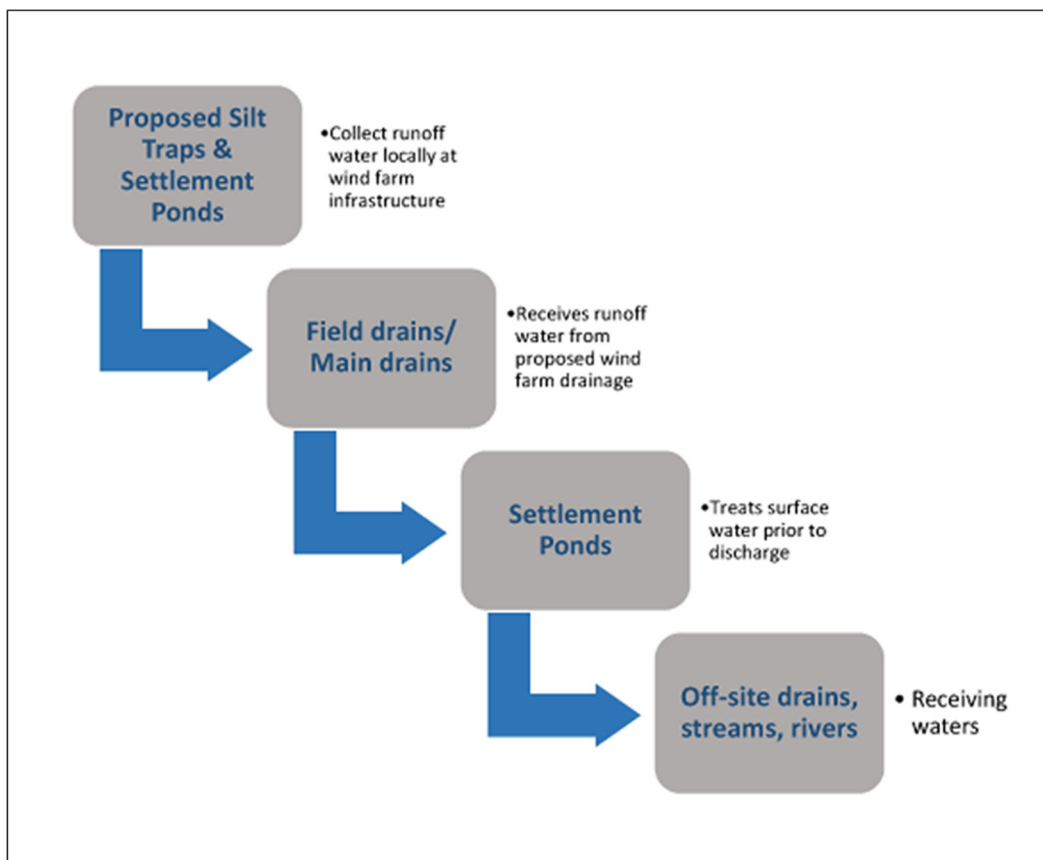 Proposed Silt
Traps &
Settlement
Ponds
•Collect runoff
water locally at
wind farm
infrastructure
Field drains/
Main drains
•Receives runoff
water from
proposed wind
farm drainage
Settlement
Ponds
•Treats surface
water prior to
discharge
Off-site drains,
streams, rivers
• Receiving
waters